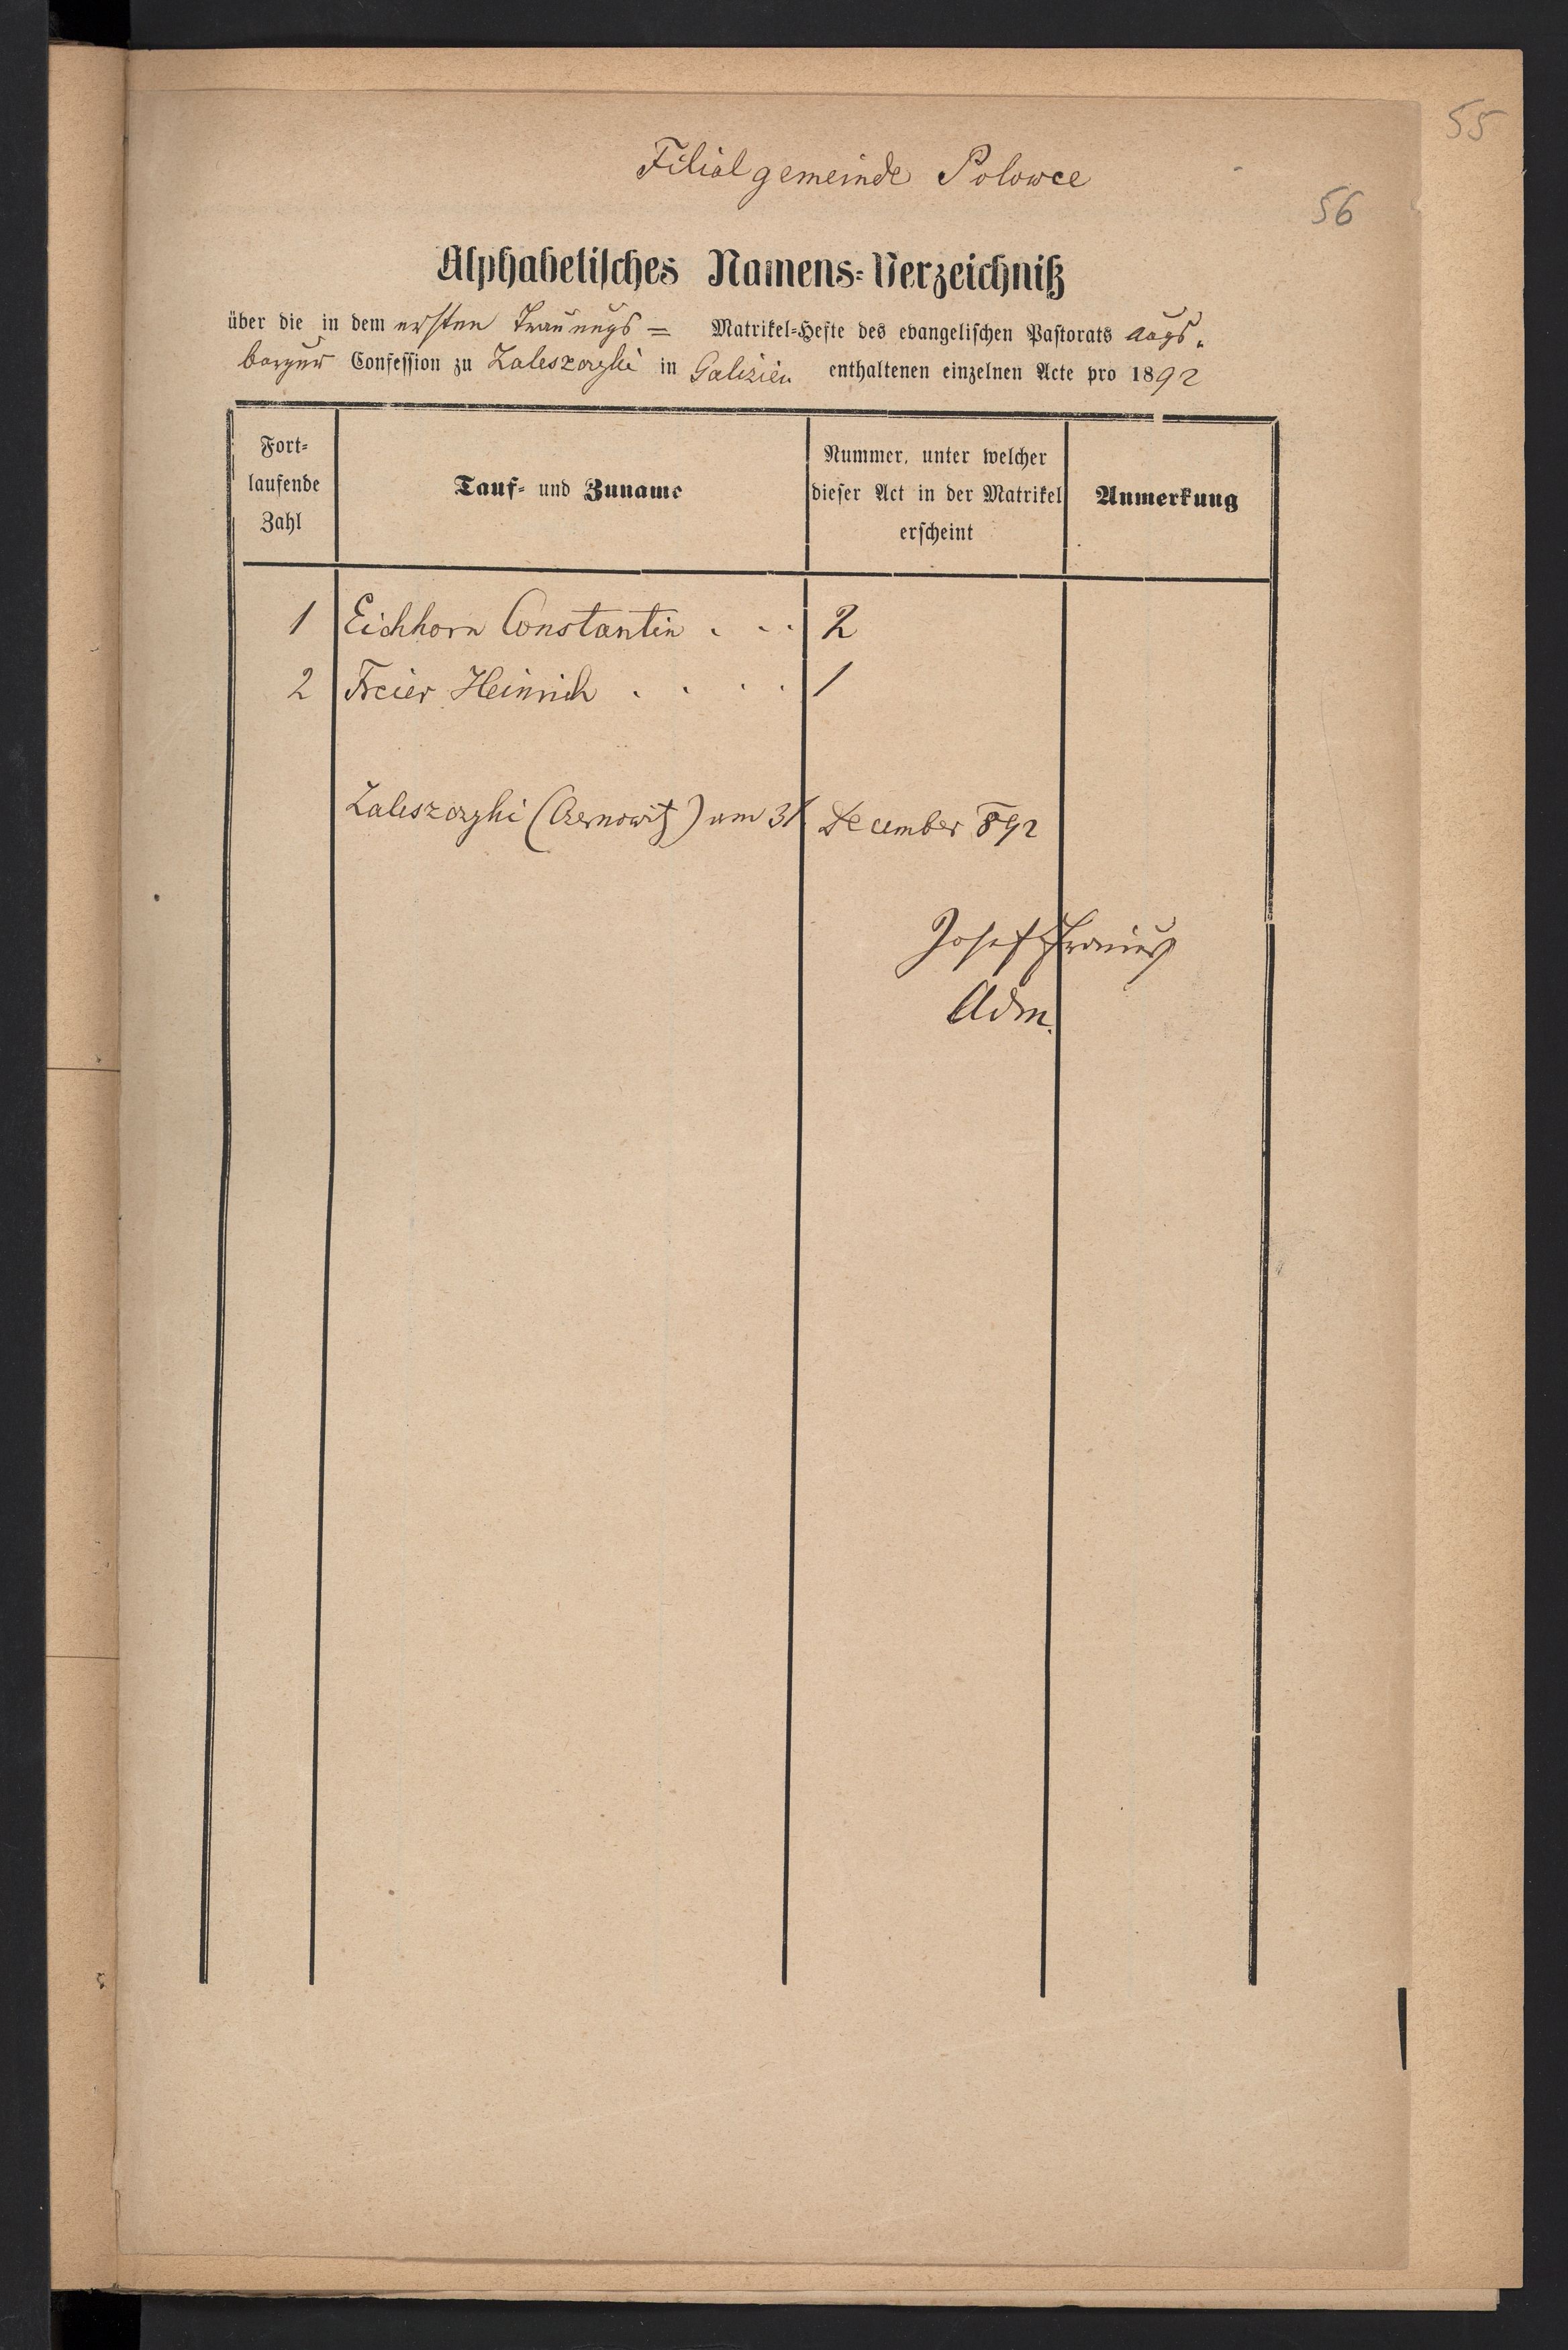 55
Filialgemeinde Polowce
56
Alphabetisches Namens-Verzeichniß
über die in dem ersten Trauungs= Matrikel-Hefte des evangelischen Pastorats augs-
burger Confession zu Zaleszczyki in Galizien enthaltenen einzelnen Acte pro 1892
Fort-
laufende
Zahl
Tauf- und Zuname
Nummer, unter welcher
dieser Act in der Matrikel
erscheint
Anmerkung
1 Eichhorn Constantin . . . . 2
2 Freier Heinrich . . . . 1
Zaleszczyki (Czernowitz) am 31 December 892
Josef
Adm.